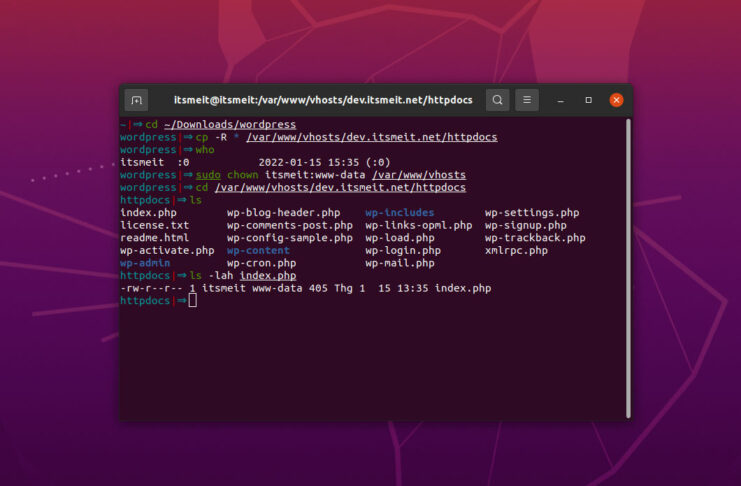 itsmeit@itsmeit:/var/www/vhosts/dev.itsmeit.net/httpdocs
~|⇒cd ~/Downloads/wordpress
wordpress|⇒cp -R * /var/www/vhosts/dev.itsmeit.net/httpdocs
wordpress|⇒who
itsmeit  :0           2022-01-15 15:35 (:0)
wordpress|⇒sudo chown itsmeit:www-data /var/www/vhosts
wordpress|⇒cd /var/www/vhosts/dev.itsmeit.net/httpdocs
httpdocs|⇒ls
index.php        wp-blog-header.php    wp-includes        wp-settings.php
license.txt      wp-comments-post.php  wp-links-opml.php  wp-signup.php
readme.html      wp-config-sample.php  wp-load.php        wp-trackback.php
wp-activate.php  wp-content            wp-login.php       xmlrpc.php
wp-admin         wp-cron.php           wp-mail.php
httpdocs|⇒ls -lah index.php
-rw-r--r-- 1 itsmeit www-data 405 Thg 1  15 13:35 index.php
httpdocs|⇒